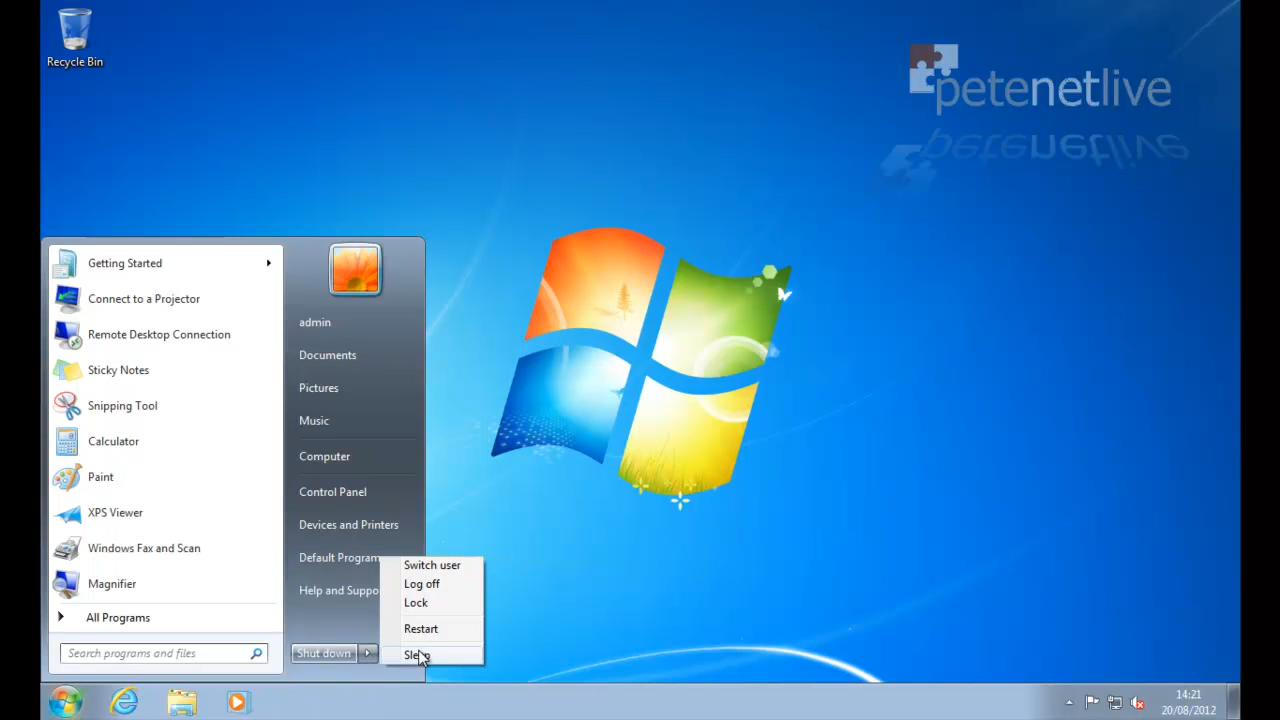 Recycle Bin
petenetlive
Getting Started
Connect to a Projector
Remote Desktop Connection
Sticky Notes
Snipping Tool
Calculator
Paint
XPS Viewer
Windows Fax and Scan
Magnifier
All Programs
Search programs and files
admin
Documents
Pictures
Music
Computer
Control Panel
Devices and Printers
Default Program
Help and Suppo
Shut down
Switch user
Log off
Lock
Restart
Sleep
14:21
20/08/2012